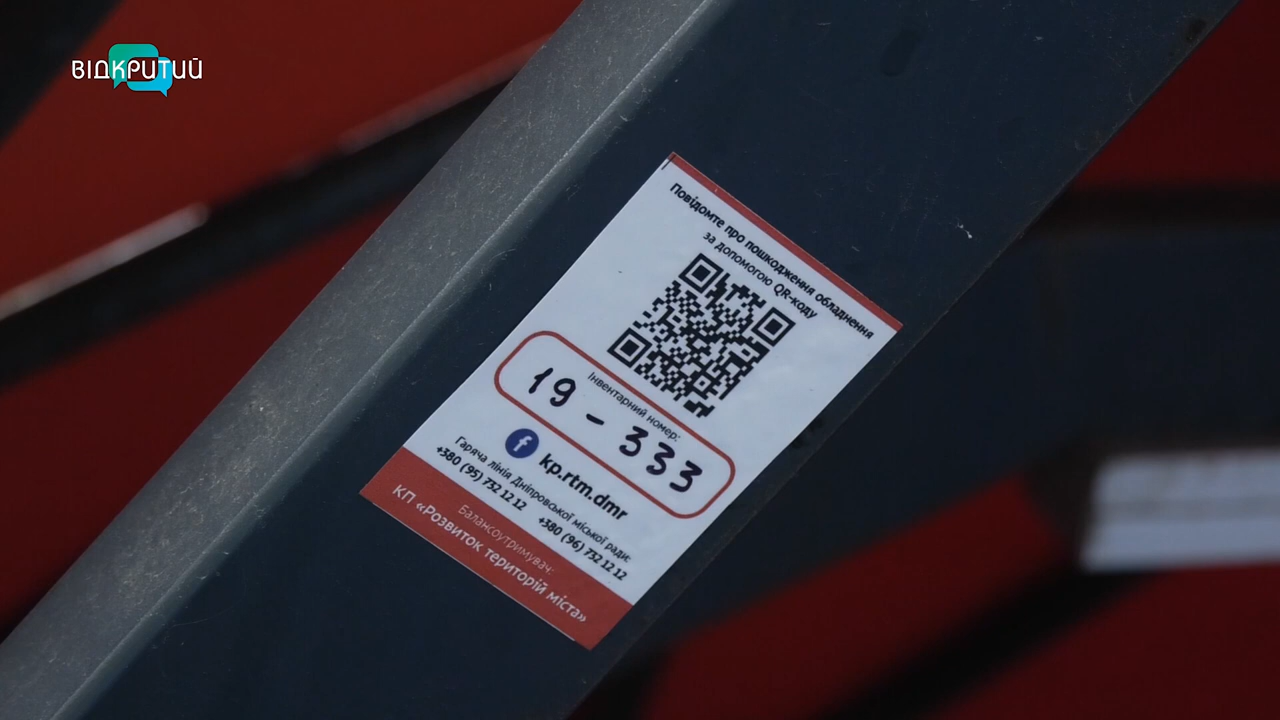 ВІДКРИТИЙ
Повідомте про пошкодження обладнення
за допомогою QR-коду
Інвентарний номер:
19 - 333
kp.rtm.dmr
Гаряча лінія Дніпровської міської ради:
+380 (95) 732 12 12 +380 (96) 732 12 12
Балансоутримувач:
КП «Розвиток територій міста»